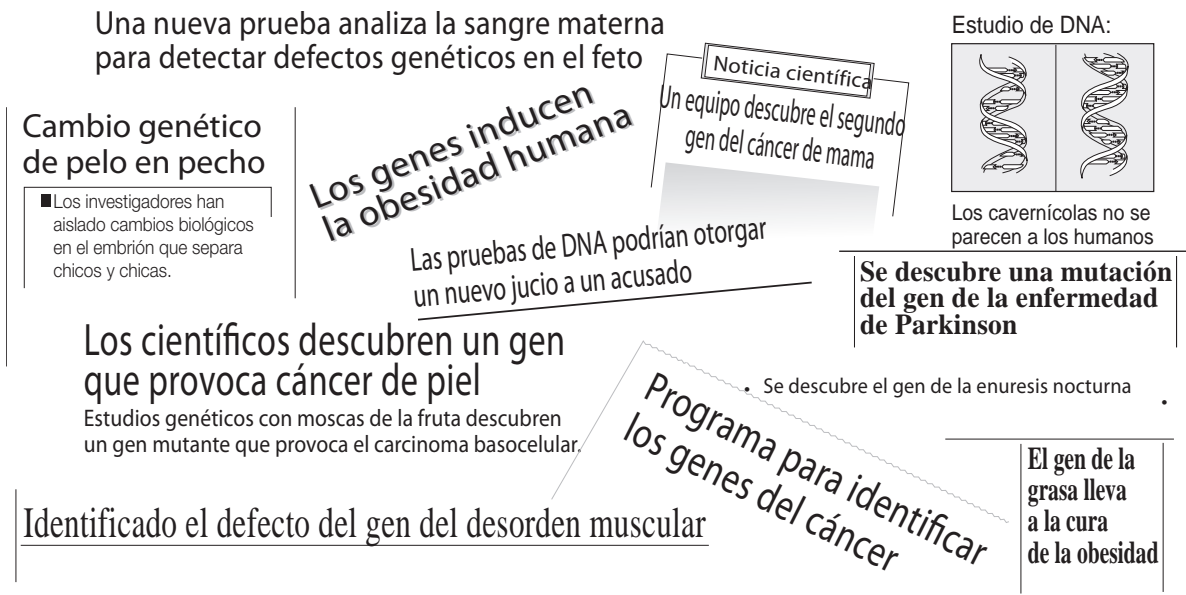 Una nueva prueba analiza la sangre materna
para detectar defectos genéticos en el feto
Noticia científica
Un equipo descubre el segundo
gen del cáncer de mama
Estudio de DNA:
Los cavernícolas no se
parecen a los humanos
Cambio genético
de pelo en pecho
Los investigadores han
aislado cambios biológicos
en el embrión que separa
chicos y chicas.
Los genes inducen
la obesidad humana
Las pruebas de DNA podrían otorgar
un nuevo jucio a un acusado
Se descubre una mutación
del gen de la enfermedad
de Parkinson
Los científicos descubren un gen
que provoca cáncer de piel
Estudios genéticos con moscas de la fruta descubren
un gen mutante que provoca el carcinoma basocelular.
Programa para identificar
los genes del cáncer
• Se descubre el gen de la enuresis nocturna
El gen de la
grasa lleva
a la cura
de la obesidad
Identificado el defecto del gen del desorden muscular